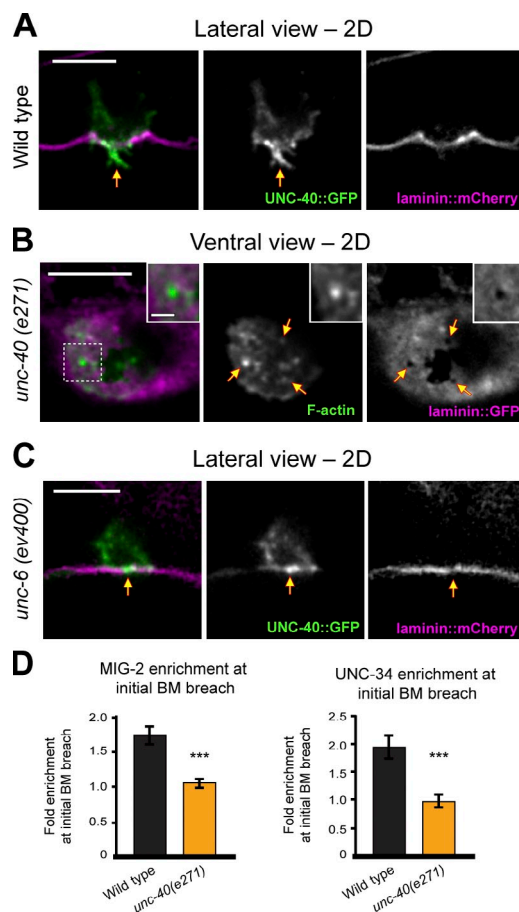 A
Lateral view – 2D
Wild type
UNC-40::GFP
laminin::mCherry
B
Ventral view – 2D
unc-40 (e271)
F-actin
laminin::GFP
C
Lateral view – 2D
unc-6 (ev400)
UNC-40::GFP
laminin::mCherry
D
MIG-2 enrichment at
initial BM breach
Fold enrichment
at initial BM breach
2.0
1.5
1.0
0.5
0
***
Wild type
unc-40(e271)
UNC-34 enrichment at
initial BM breach
Fold enrichment
at initial BM breach
2.5
2.0
1.5
1.0
0.5
0
***
Wild type
unc-40(e271)